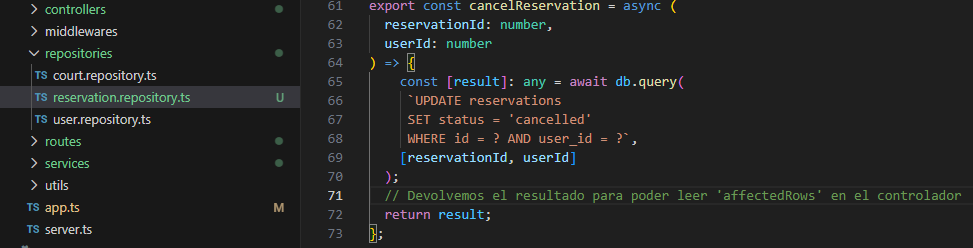 controllers
middlewares
repositories
TS court.repository.ts
TS reservation.repository.ts U
TS user.repository.ts
routes
services
utils
TS app.ts M
TS server.ts
61 export const cancelReservation = async (
62 reservationId: number,
63 userId: number
64 ) => {
65 const [result]: any = await db.query(
66 `UPDATE reservations
67 SET status = 'cancelled'
68 WHERE id = ? AND user_id = ?`,
69 [reservationId, userId]
70 );
71 // Devolvemos el resultado para poder leer 'affectedRows' en el controlador
72 return result;
73 };